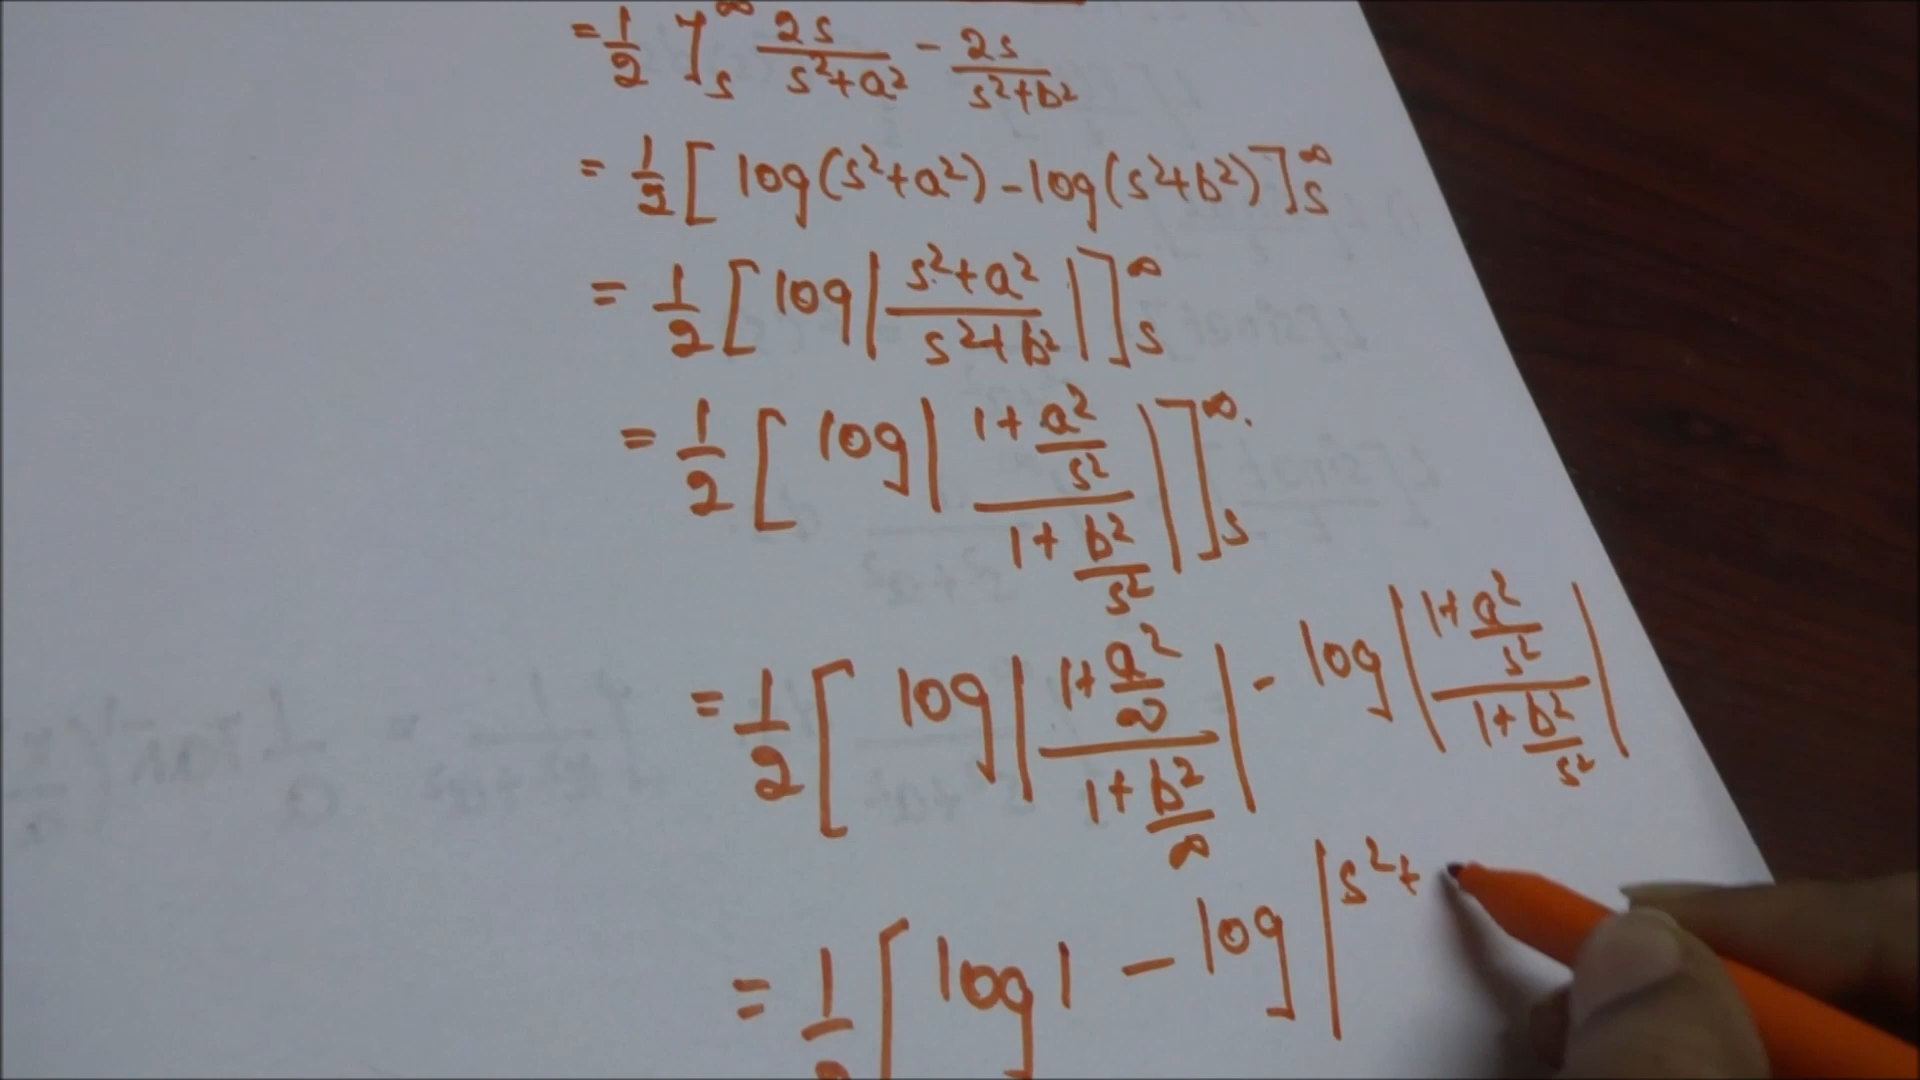 = 1/2 ∫_s^∞ 2s/(s²+a²) - 2s/(s²+b²)
= 1/2 [ log(s²+a²) - log(s²+b²) ]_s^∞
= 1/2 [ log | (s²+a²)/(s²+b²) | ]_s^∞
= 1/2 [ log | (1+a²/s²)/(1+b²/s²) | ]_s^∞
= 1/2 [ log | (1+a²/∞)/(1+b²/∞) | - log | (1+a²/s²)/(1+b²/s²) |
= 1/2 [ log 1 - log | s²+